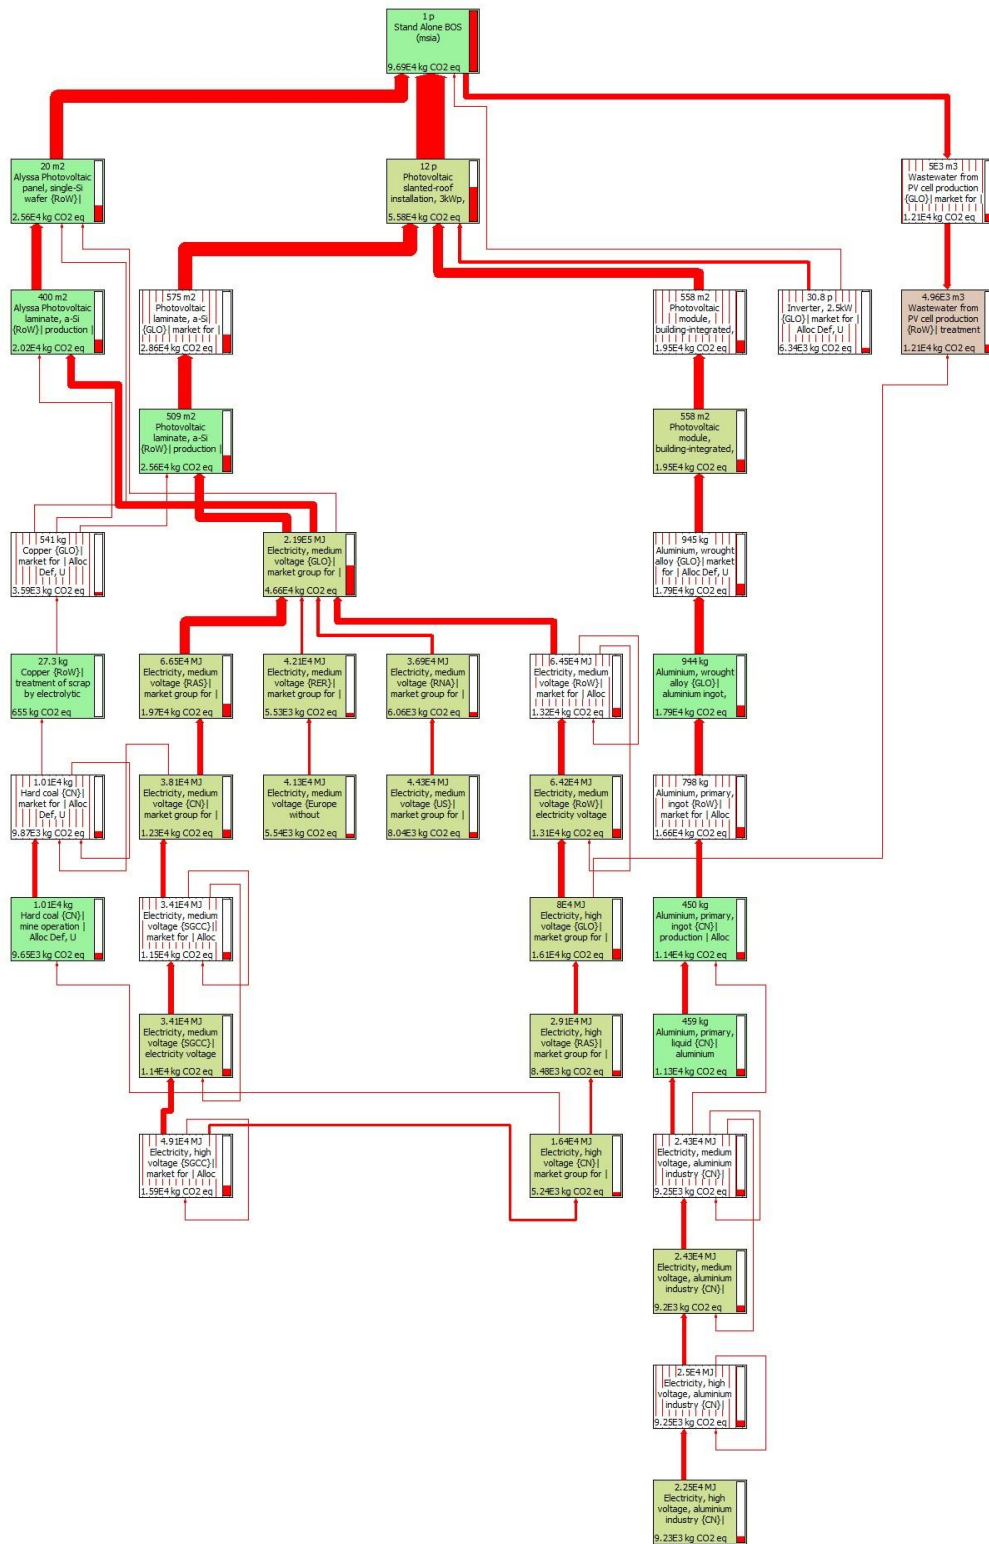 1 p
Stand Alone BOS
(msia)
9.69E4 kg CO2 eq
20 m2
Alyssa Photovoltaic
panel, single-Si
wafer {RoW}|
2.56E4 kg CO2 eq
12 p
Photovoltaic
slanted-roof
installation, 3kWp,
5.58E4 kg CO2 eq
5E3 m3
Wastewater from
PV cell production
{GLO}| market for |
1.21E4 kg CO2 eq
400 m2
Alyssa Photovoltaic
laminate, a-Si
{RoW}| production |
2.02E4 kg CO2 eq
575 m2
Photovoltaic
laminate, a-Si
{GLO}| market for |
2.86E4 kg CO2 eq
558 m2
Photovoltaic
module,
building-integrated,
1.95E4 kg CO2 eq
30.8 p
Inverter, 2.5kW
{GLO}| market for |
Alloc Def, U
6.34E3 kg CO2 eq
4.96E3 m3
Wastewater from
PV cell production
{RoW}| treatment
1.21E4 kg CO2 eq
509 m2
Photovoltaic
laminate, a-Si
{RoW}| production |
2.56E4 kg CO2 eq
558 m2
Photovoltaic
module,
building-integrated,
1.95E4 kg CO2 eq
541 kg
Copper {GLO}|
market for | Alloc
Def, U
3.59E3 kg CO2 eq
2.19E5 MJ
Electricity, medium
voltage {GLO}|
market group for |
4.66E4 kg CO2 eq
945 kg
Aluminium, wrought
alloy {GLO}| market
for | Alloc Def, U
1.79E4 kg CO2 eq
27.3 kg
Copper {RoW}|
treatment of scrap
by electrolytic
655 kg CO2 eq
6.65E4 MJ
Electricity, medium
voltage {RAS}|
market group for |
1.97E4 kg CO2 eq
4.21E4 MJ
Electricity, medium
voltage {RER}|
market group for |
5.53E3 kg CO2 eq
3.69E4 MJ
Electricity, medium
voltage {RNA}|
market group for |
6.06E3 kg CO2 eq
6.45E4 MJ
Electricity, medium
voltage {RoW}|
market for | Alloc
1.32E4 kg CO2 eq
944 kg
Aluminium, wrought
alloy {GLO}|
aluminium ingot,
1.79E4 kg CO2 eq
1.01E4 kg
Hard coal {CN}|
market for | Alloc
Def, U
9.87E3 kg CO2 eq
3.81E4 MJ
Electricity, medium
voltage {CN}|
market group for |
1.23E4 kg CO2 eq
4.13E4 MJ
Electricity, medium
voltage {Europe
without
5.54E3 kg CO2 eq
4.43E4 MJ
Electricity, medium
voltage {US}|
market group for |
8.04E3 kg CO2 eq
6.42E4 MJ
Electricity, medium
voltage {RoW}|
electricity voltage
1.31E4 kg CO2 eq
798 kg
Aluminium, primary,
ingot {RoW}|
market for | Alloc
1.66E4 kg CO2 eq
1.01E4 kg
Hard coal {CN}|
mine operation |
Alloc Def, U
9.65E3 kg CO2 eq
3.41E4 MJ
Electricity, medium
voltage {SGCC}|
market for | Alloc
1.15E4 kg CO2 eq
8E4 MJ
Electricity, high
voltage {GLO}|
market group for |
1.61E4 kg CO2 eq
450 kg
Aluminium, primary,
ingot {CN}|
production | Alloc
1.14E4 kg CO2 eq
3.41E4 MJ
Electricity, medium
voltage {SGCC}|
electricity voltage
1.14E4 kg CO2 eq
2.91E4 MJ
Electricity, high
voltage {RAS}|
market group for |
8.48E3 kg CO2 eq
459 kg
Aluminium, primary,
liquid {CN}|
aluminium
1.13E4 kg CO2 eq
4.91E4 MJ
Electricity, high
voltage {SGCC}|
market for | Alloc
1.59E4 kg CO2 eq
1.64E4 MJ
Electricity, high
voltage {CN}|
market group for |
5.24E3 kg CO2 eq
2.43E4 MJ
Electricity, medium
voltage, aluminium
industry {CN}|
9.25E3 kg CO2 eq
2.43E4 MJ
Electricity, medium
voltage, aluminium
industry {CN}|
9.2E3 kg CO2 eq
2.5E4 MJ
Electricity, high
voltage, aluminium
industry {CN}|
9.25E3 kg CO2 eq
2.25E4 MJ
Electricity, high
voltage, aluminium
industry {CN}|
9.23E3 kg CO2 eq